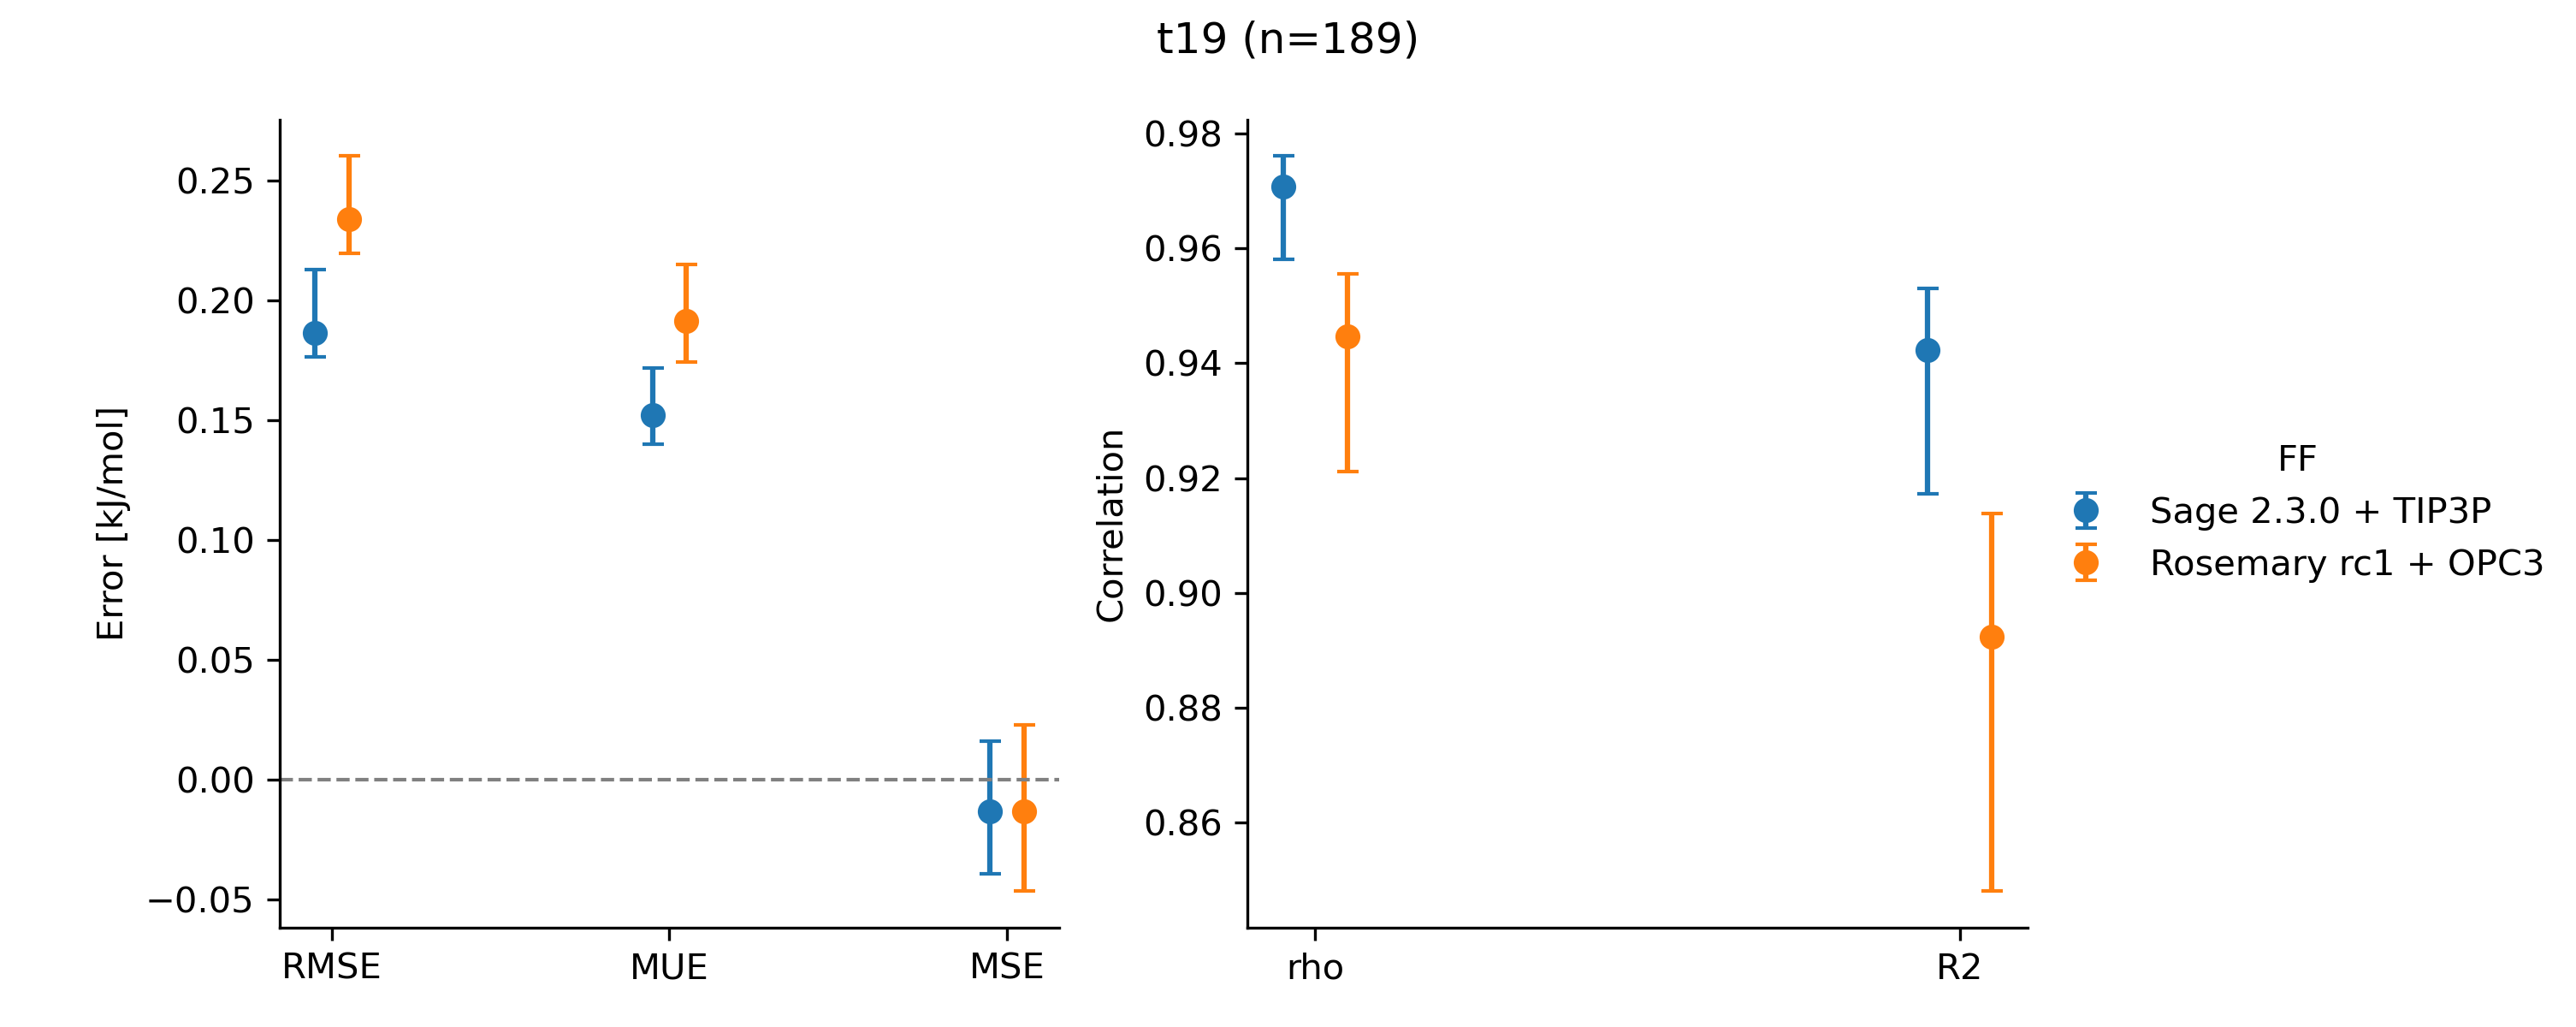 t19 (n=189)
Error [kJ/mol]
0.25
0.20
0.15
0.10
0.05
0.00
−0.05
RMSE
MUE
MSE
Correlation
0.98
0.96
0.94
0.92
0.90
0.88
0.86
rho
R2
FF
Sage 2.3.0 + TIP3P
Rosemary rc1 + OPC3